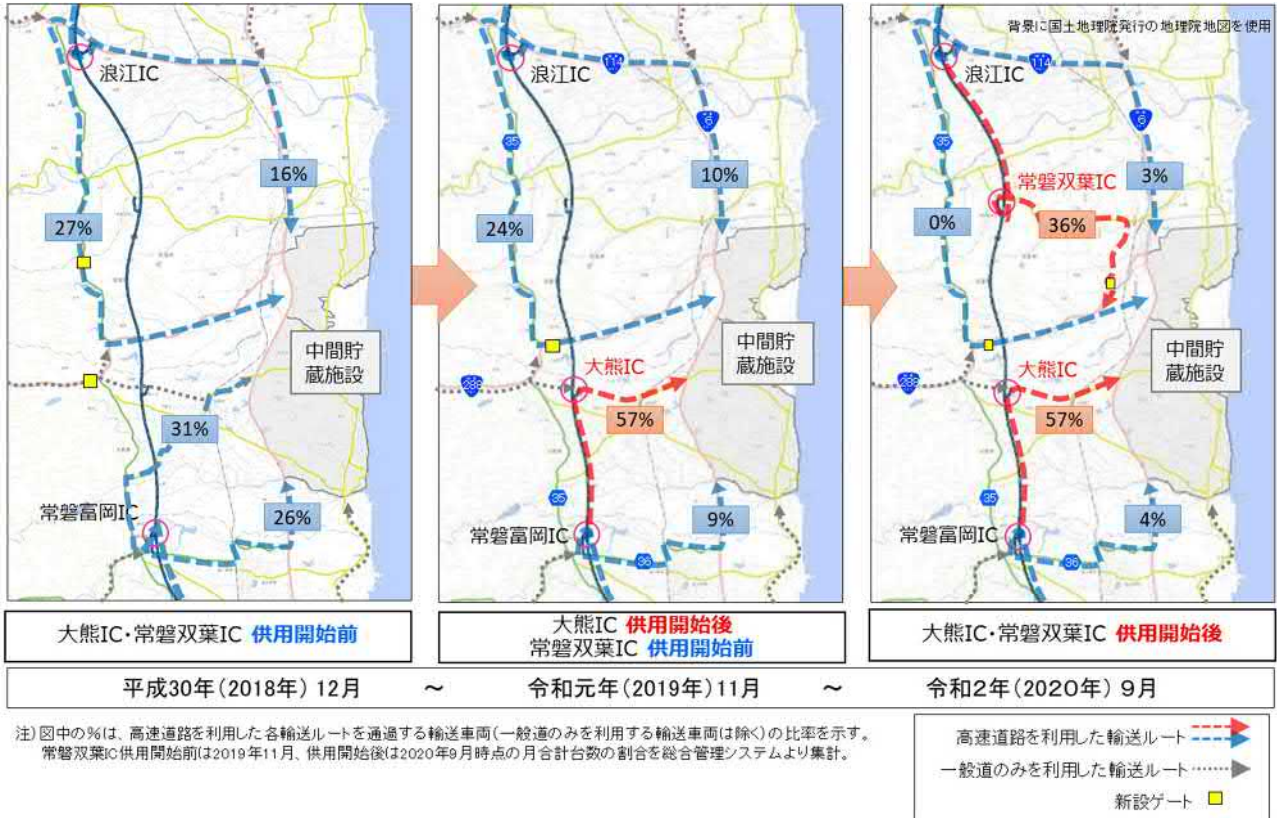 背景に国土地理院発行の地理院地図を使用
浪江IC
16%
27%
中間貯
蔵施設
31%
常磐富岡IC
26%
浪江IC
114
35
6
10%
24%
中間貯
蔵施設
大熊IC
288
57%
35
常磐富岡IC
9%
36
浪江IC
114
35
6
常磐双葉IC
3%
0%
36%
中間貯
蔵施設
大熊IC
288
57%
35
常磐富岡IC
4%
36
大熊IC・常磐双葉IC 供用開始前
大熊IC 供用開始後
常磐双葉IC 供用開始前
大熊IC・常磐双葉IC 供用開始後
平成30年(2018年) 12月 ～ 令和元年(2019年)11月 ～ 令和2年(2020年) 9月
注)図中の%は、高速道路を利用した各輸送ルートを通過する輸送車両(一般道のみを利用する輸送車両は除く)の比率を示す。
常磐双葉IC供用開始前は2019年11月、供用開始後は2020年9月時点の月合計台数の割合を総合管理システムより集計。
高速道路を利用した輸送ルート
一般道のみを利用した輸送ルート
新設ゲート